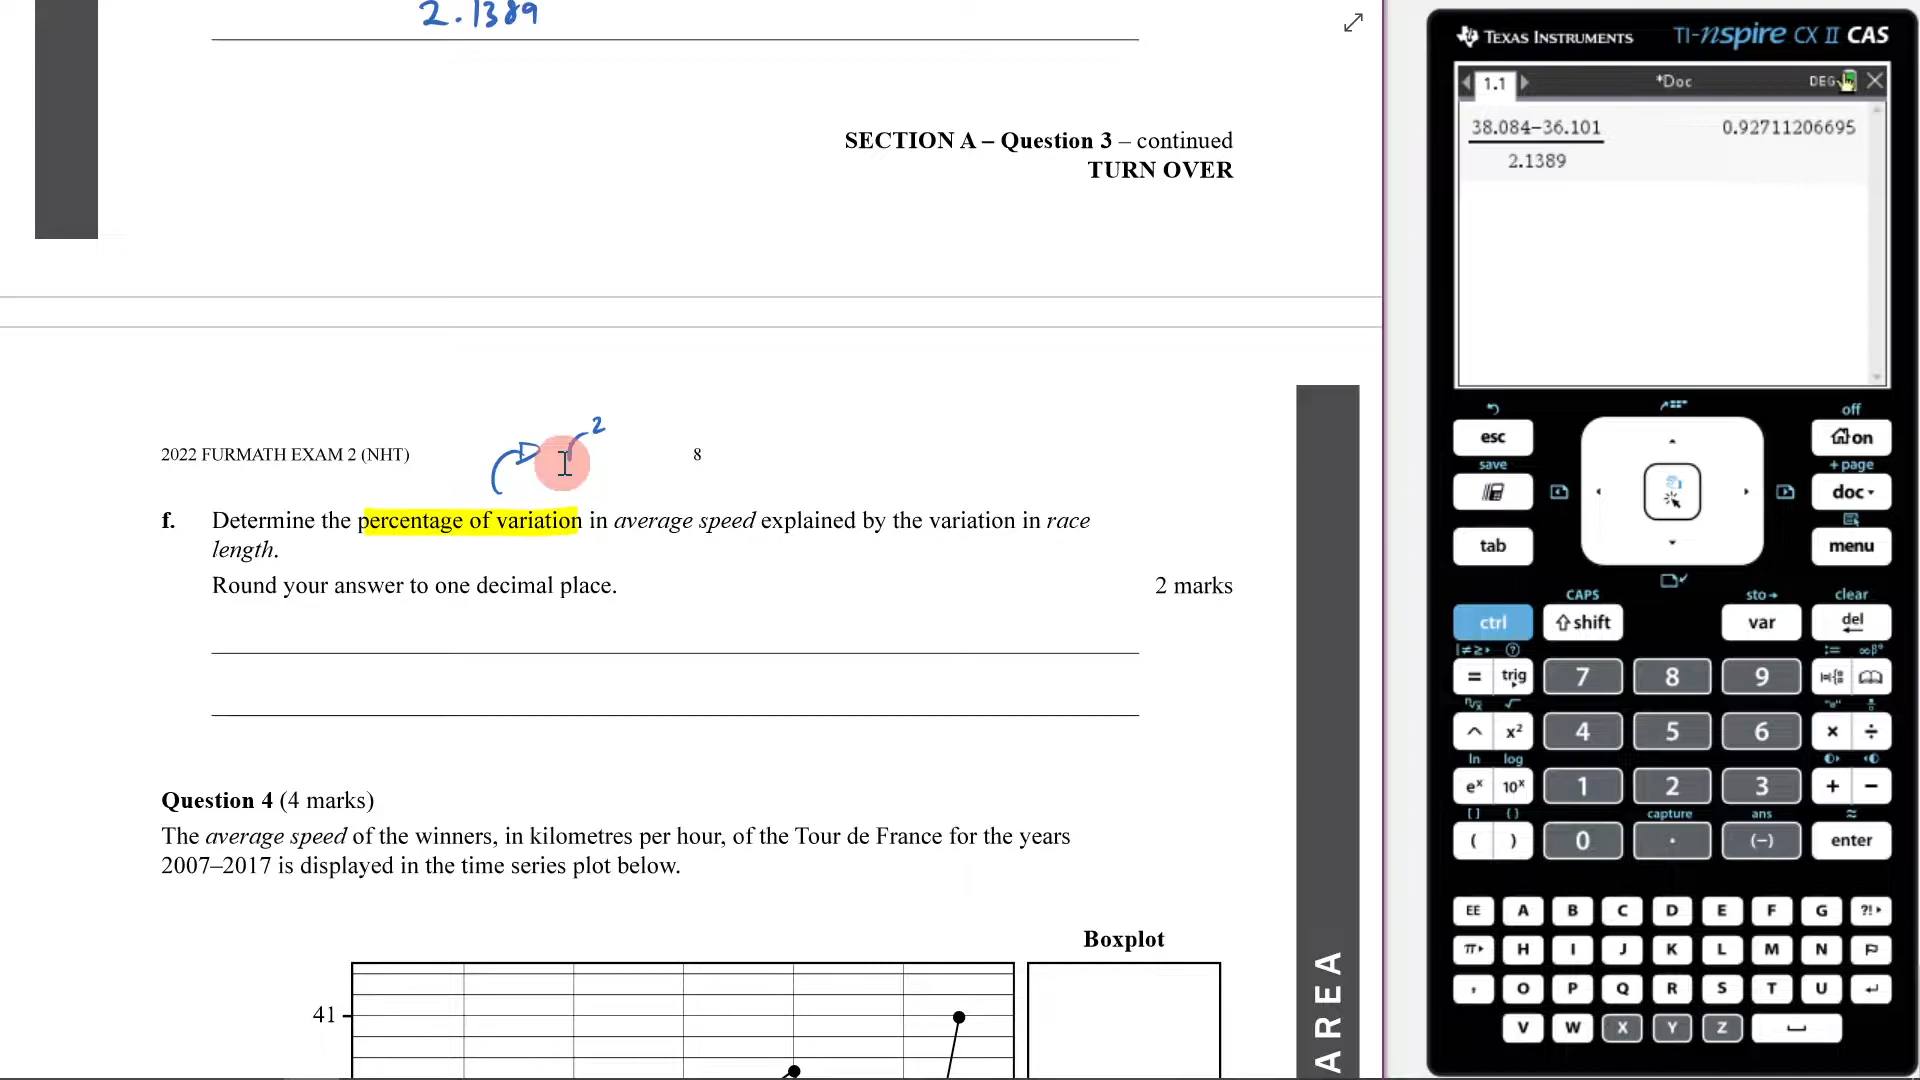 2.1389
SECTION A – Question 3 – continued
TURN OVER
2022 FURMATH EXAM 2 (NHT)
8
r²
f. Determine the percentage of variation in average speed explained by the variation in race
length.
Round your answer to one decimal place. 2 marks
Question 4 (4 marks)
The average speed of the winners, in kilometres per hour, of the Tour de France for the years
2007–2017 is displayed in the time series plot below.
Boxplot
41
AREA
TEXAS INSTRUMENTS TI-nspire CX II CAS
1.1 *Doc DEG
38.084−36.101 0.92711206695
2.1389
off
esc on
save + page
doc
tab menu
CAPS sto→ clear
ctrl shift var del
= trig 7 8 9
^ x² 4 5 6 × ÷
ln log
eˣ 10ˣ 1 2 3 + −
[ ] { } capture ans ≈
( ) 0 . (−) enter
EE A B C D E F G ?!
π H I J K L M N
, O P Q R S T U
V W X Y Z